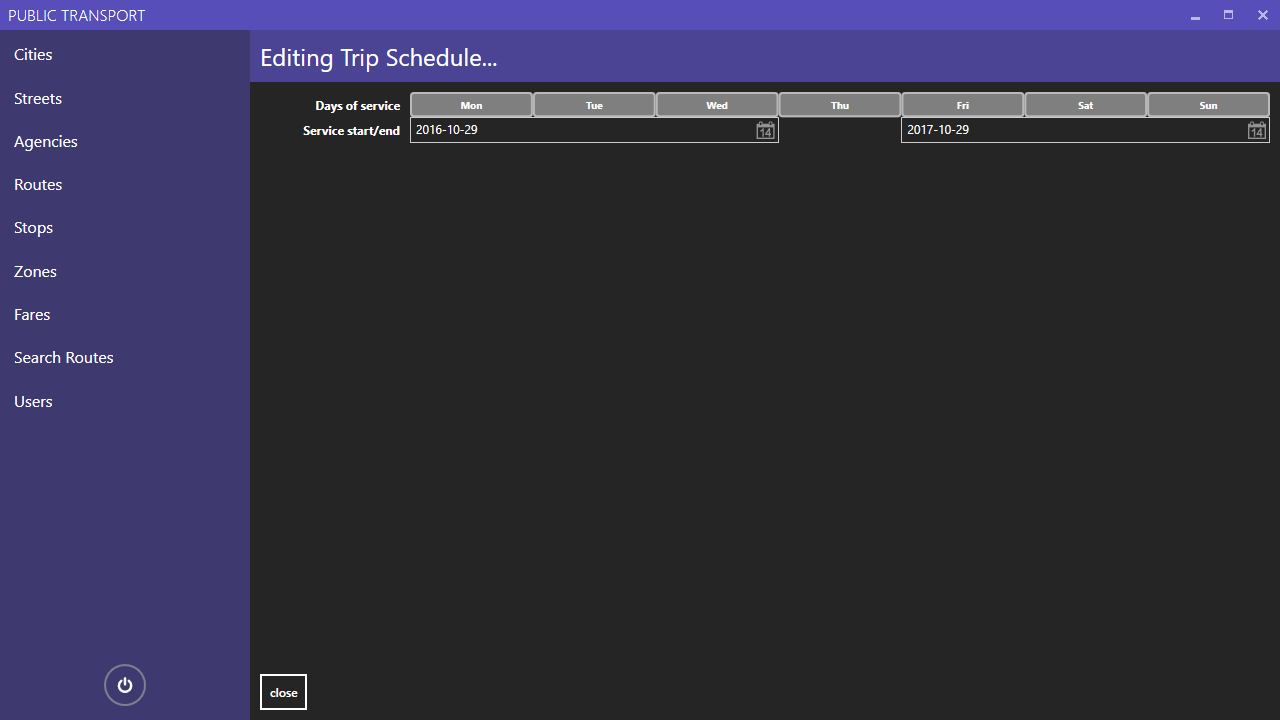 PUBLIC TRANSPORT
Cities
Streets
Agencies
Routes
Stops
Zones
Fares
Search Routes
Users
Editing Trip Schedule...
Days of service Mon Tue Wed Thu Fri Sat Sun
Service start/end 2016-10-29 14 2017-10-29 14
close